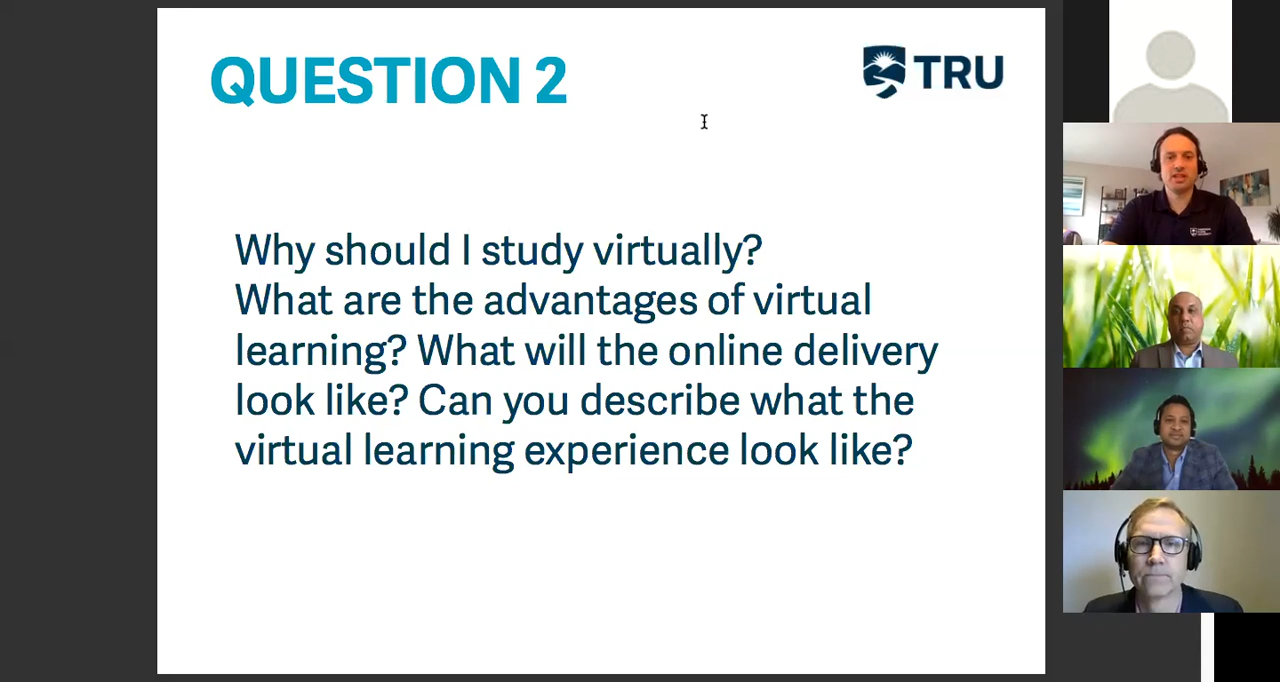 QUESTION 2
TRU
Why should I study virtually?
What are the advantages of virtual
learning? What will the online delivery
look like? Can you describe what the
virtual learning experience look like?